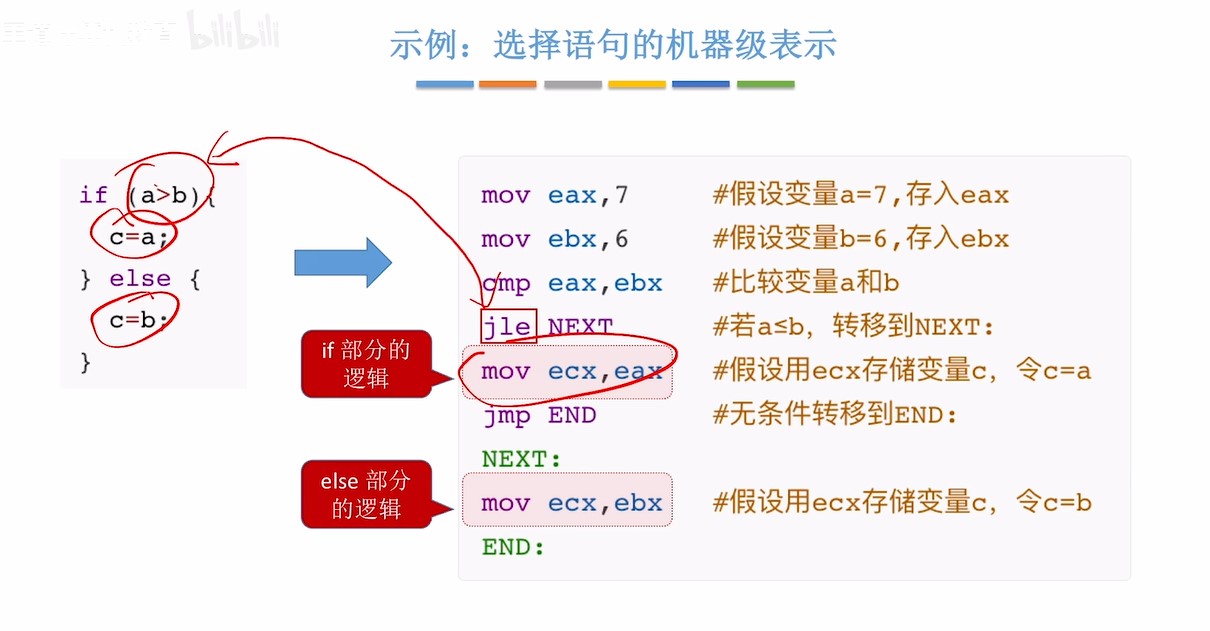 bilibili
示例：选择语句的机器级表示
if (a>b){
c=a;
} else {
c=b;
}
if 部分的
逻辑
else 部分
的逻辑
mov eax,7 #假设变量a=7,存入eax
mov ebx,6 #假设变量b=6,存入ebx
cmp eax,ebx #比较变量a和b
jle NEXT #若a≤b，转移到NEXT:
mov ecx,eax #假设用ecx存储变量c，令c=a
jmp END #无条件转移到END:
NEXT:
mov ecx,ebx #假设用ecx存储变量c，令c=b
END: